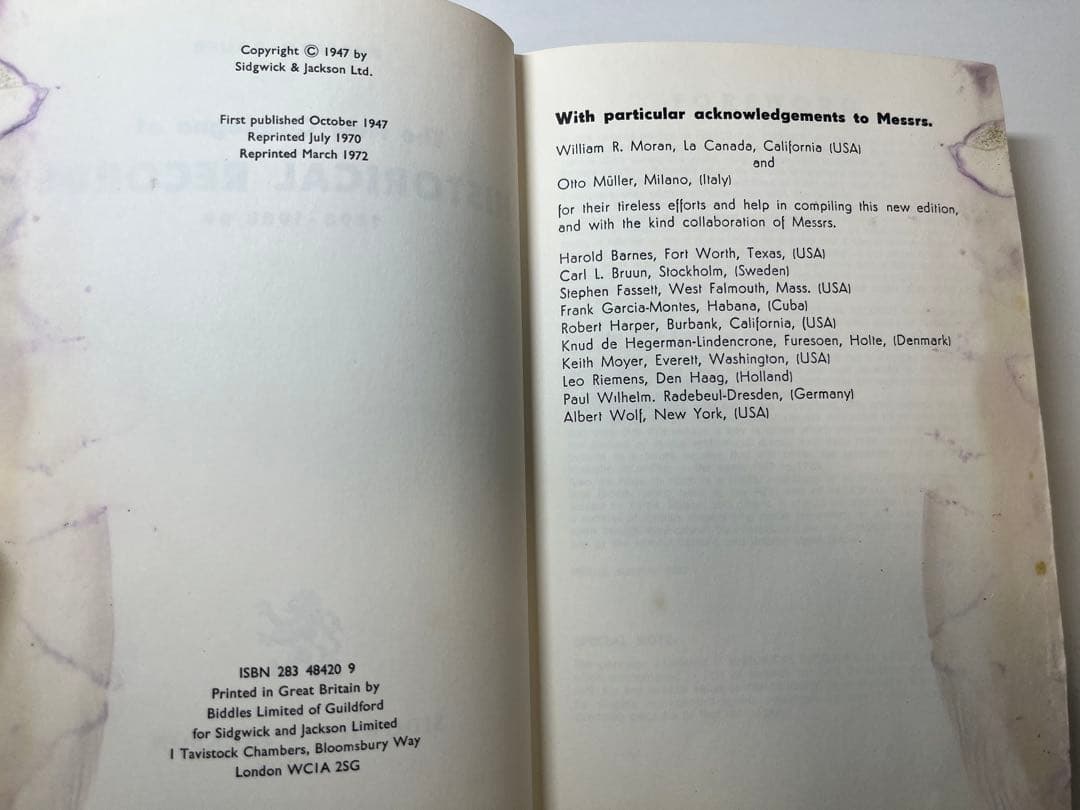 Copyright © 1947 by
Sidgwick & Jackson Ltd.
First published October 1947
Reprinted July 1970
Reprinted March 1972
ISBN 283 48420 9
Printed in Great Britain by
Biddles Limited of Guildford
for Sidgwick and Jackson Limited
1 Tavistock Chambers, Bloomsbury Way
London WC1A 2SG
With particular acknowledgements to Messrs.
William R. Moran, La Canada, California (USA)
and
Otto Müller, Milano, (Italy)
for their tireless efforts and help in compiling this new edition,
and with the kind collaboration of Messrs.
Harold Barnes, Fort Worth, Texas, (USA)
Carl L. Bruun, Stockholm, (Sweden)
Stephen Fassett, West Falmouth, Mass. (USA)
Frank Garcia-Montes, Habana, (Cuba)
Robert Harper, Burbank, California, (USA)
Knud de Hegerman-Lindencrone, Furesoen, Holte, (Denmark)
Keith Moyer, Everett, Washington, (USA)
Leo Riemens, Den Haag, (Holland)
Paul Wilhelm. Radebeul-Dresden, (Germany)
Albert Wolf, New York, (USA)